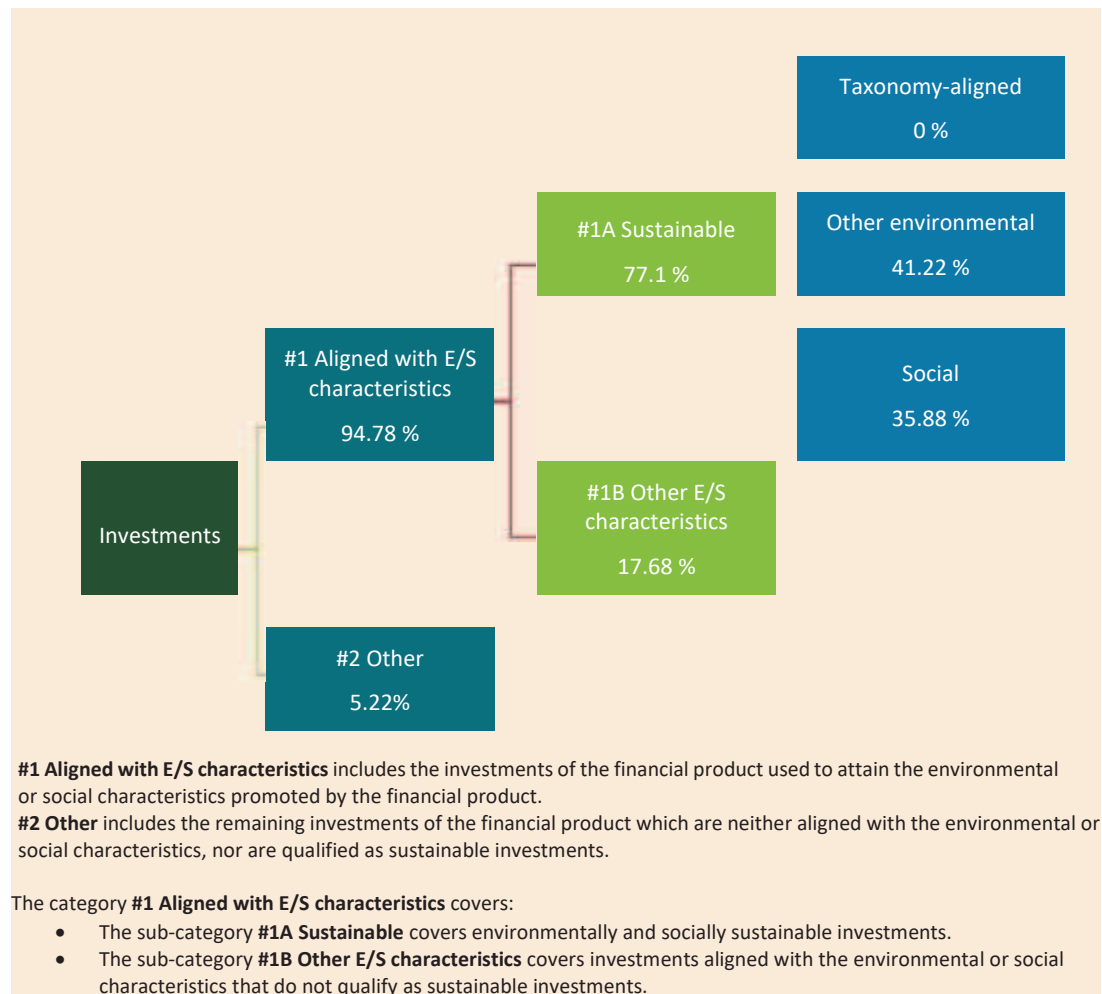 Taxonomy-aligned
0 %
#1A Sustainable
77.1 %
Other environmental
41.22 %
#1 Aligned with E/S
characteristics
94.78 %
Social
35.88 %
Investments
#1B Other E/S
characteristics
17.68 %
#2 Other
5.22%
#1 Aligned with E/S characteristics includes the investments of the financial product used to attain the environmental
or social characteristics promoted by the financial product.
#2 Other includes the remaining investments of the financial product which are neither aligned with the environmental or
social characteristics, nor are qualified as sustainable investments.
The category #1 Aligned with E/S characteristics covers:
• The sub-category #1A Sustainable covers environmentally and socially sustainable investments.
• The sub-category #1B Other E/S characteristics covers investments aligned with the environmental or social
characteristics that do not qualify as sustainable investments.